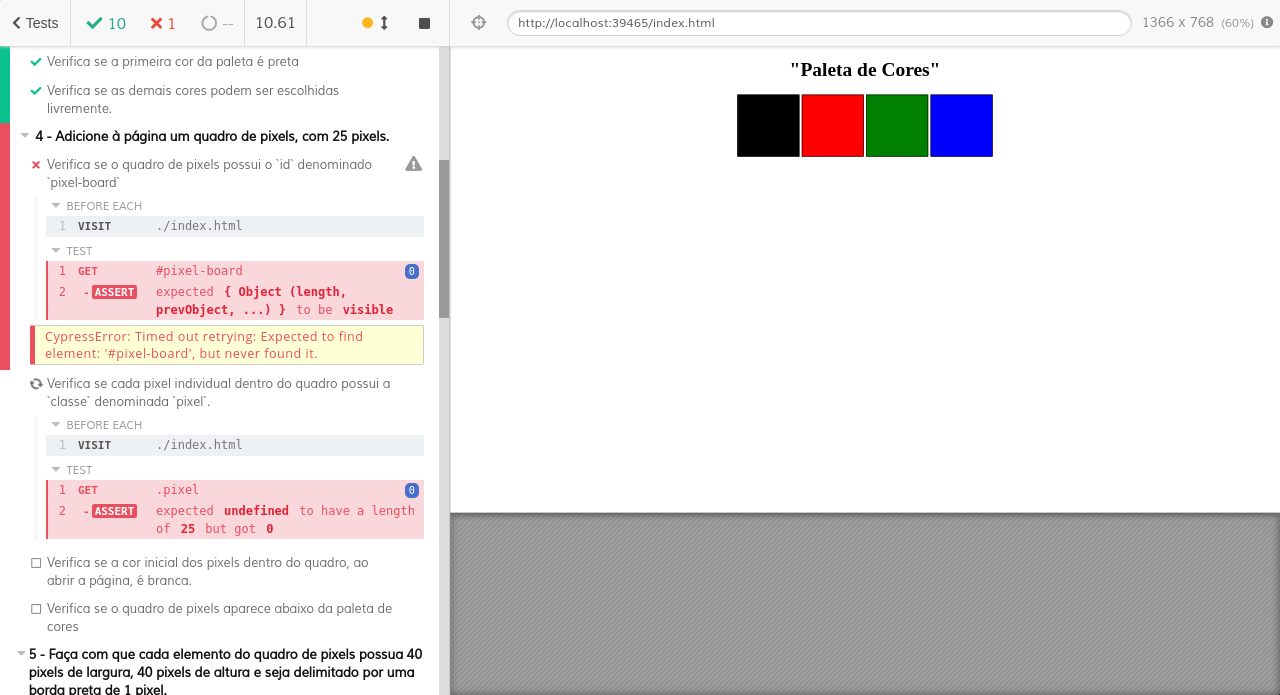 Tests
10
1
--
10.61
http://localhost:39465/index.html
1366 x 768 (60%)
Verifica se a primeira cor da paleta é preta
Verifica se as demais cores podem ser escolhidas
livremente.
4 - Adicione à página um quadro de pixels, com 25 pixels.
Verifica se o quadro de pixels possui o `id` denominado
`pixel-board`
BEFORE EACH
1 VISIT ./index.html
TEST
1 GET #pixel-board 0
2 -ASSERT expected { Object (length,
prevObject, ...) } to be visible
CypressError: Timed out retrying: Expected to find
element: '#pixel-board', but never found it.
Verifica se cada pixel individual dentro do quadro possui a
`classe` denominada `pixel`.
BEFORE EACH
1 VISIT ./index.html
TEST
1 GET .pixel 0
2 -ASSERT expected undefined to have a length
of 25 but got 0
Verifica se a cor inicial dos pixels dentro do quadro, ao
abrir a página, é branca.
Verifica se o quadro de pixels aparece abaixo da paleta de
cores
5 - Faça com que cada elemento do quadro de pixels possua 40
pixels de largura, 40 pixels de altura e seja delimitado por uma
borda preta de 1 pixel.
"Paleta de Cores"